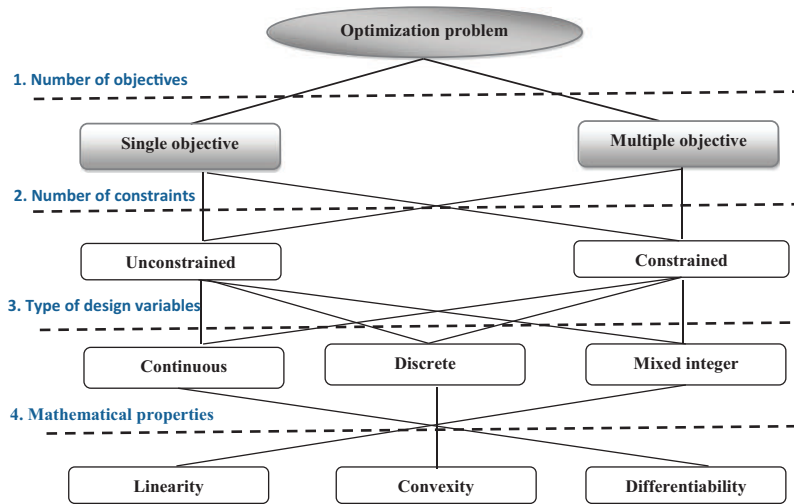 Optimization problem
1. Number of objectives
Single objective
Multiple objective
2. Number of constraints
Unconstrained
Constrained
3. Type of design variables
Continuous
Discrete
Mixed integer
4. Mathematical properties
Linearity
Convexity
Differentiability